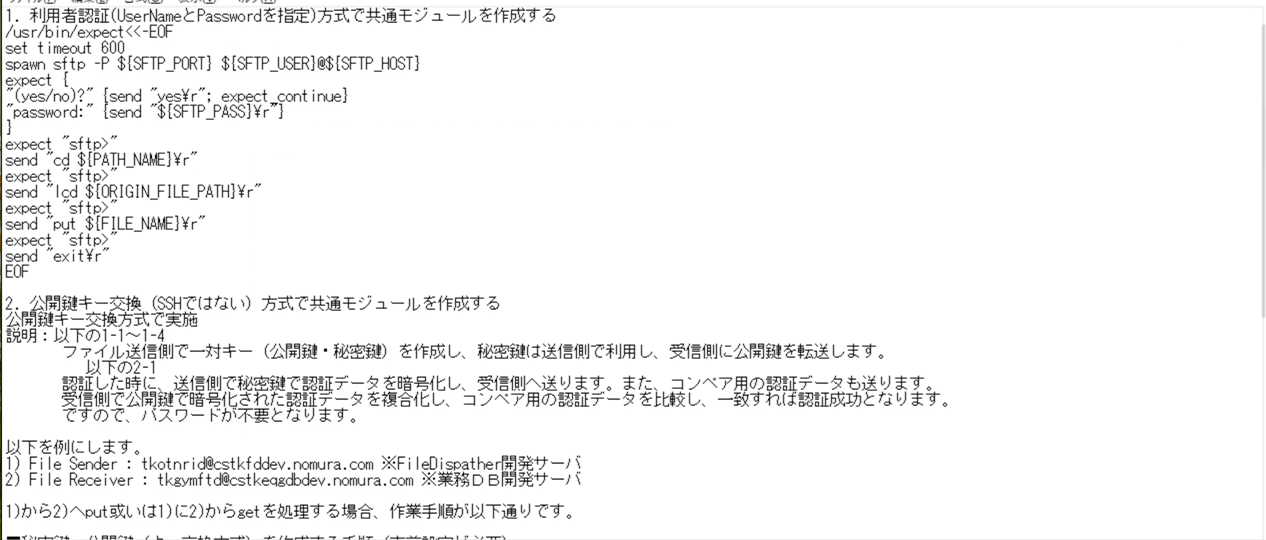 1. 利用者認証(UserNameとPasswordを指定)方式で共通モジュールを作成する
/usr/bin/expect<<-EOF
set timeout 600
spawn sftp -P ${SFTP_PORT} ${SFTP_USER}@${SFTP_HOST}
expect {
"(yes/no)?" {send "yes¥r"; expect_continue}
"password:" {send "${SFTP_PASS}¥r"}
}
expect "sftp>"
send "cd ${PATH_NAME}¥r"
expect "sftp>"
send "lcd ${ORIGIN_FILE_PATH}¥r"
expect "sftp>"
send "put ${FILE_NAME}¥r"
expect "sftp>"
send "exit¥r"
EOF
2. 公開鍵キー交換（SSHではない）方式で共通モジュールを作成する
公開鍵キー交換方式で実施
説明：以下の1-1～1-4
ファイル送信側で一対キー（公開鍵・秘密鍵）を作成し、秘密鍵は送信側で利用し、受信側に公開鍵を転送します。
以下の2-1
認証した時に、送信側で秘密鍵で認証データを暗号化し、受信側へ送ります。また、コンペア用の認証データも送ります。
受信側で公開鍵で暗号化された認証データを複合化し、コンペア用の認証データを比較し、一致すれば認証成功となります。
ですので、パスワードが不要となります。
以下を例にします。
1) File Sender : tkotnrid@cstkfddev.nomura.com ※FileDispather開発サーバ
2) File Receiver : tkgymftd@cstkeqgdbdev.nomura.com ※業務ＤＢ開発サーバ
1)から2)へput或いは1)に2)からgetを処理する場合、作業手順が以下通りです。